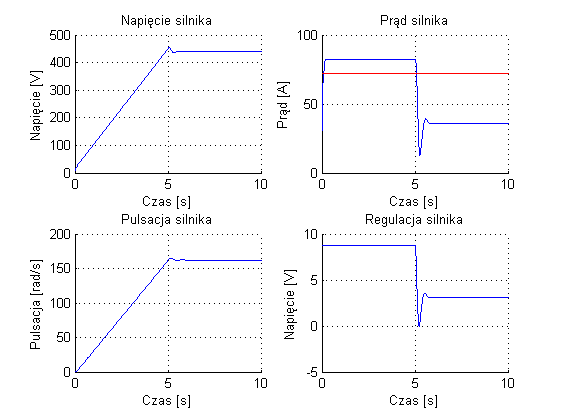 Napięcie silnika
Prąd silnika
500
400
300
200
100
0
Napięcie [V]
0
5
10
Czas [s]
100
50
0
Prąd [A]
0
5
10
Czas [s]
Pulsacja silnika
Regulacja silnika
200
150
100
50
0
Pulsacja [rad/s]
0
5
10
Czas [s]
10
5
0
-5
Napięcie [V]
0
5
10
Czas [s]